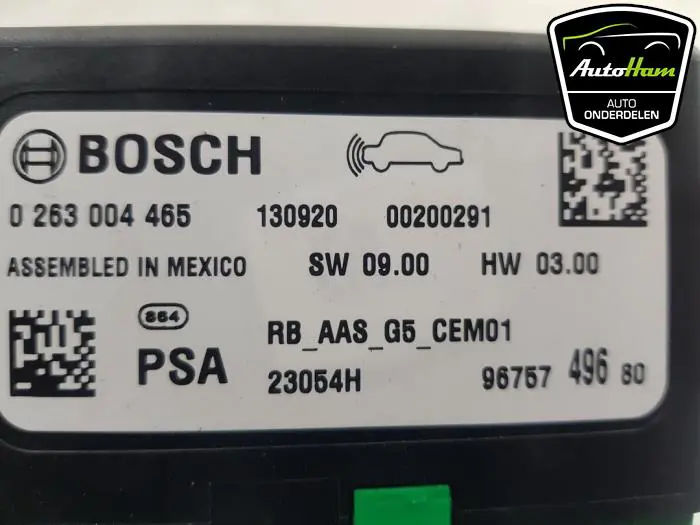 AutoHam
AUTO
ONDERDELEN
BOSCH
0 263 004 465 130920 00200291
ASSEMBLED IN MEXICO SW 09.00 HW 03.00
864
PSA
RB_AAS_G5_CEM01
23054H 96757 496 80